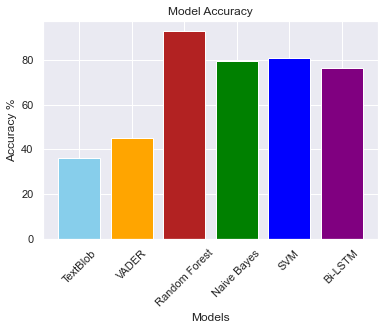 Model Accuracy
Accuracy %
80
60
40
20
0
TextBlob
VADER
Random Forest
Naive Bayes
SVM
Bi-LSTM
Models